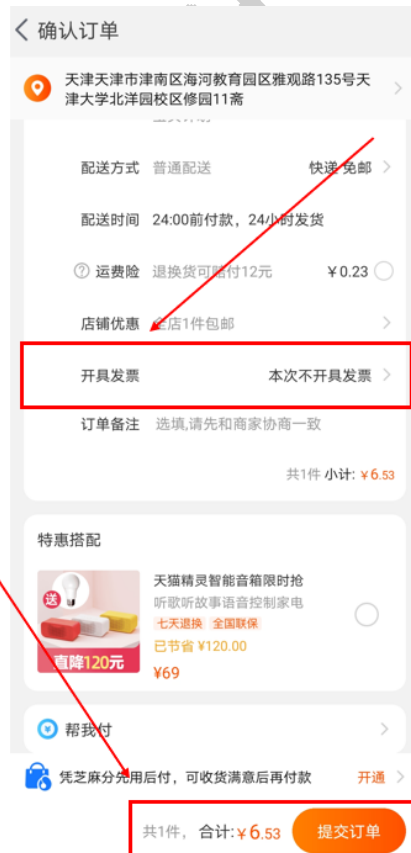 确认订单
天津天津市津南区海河教育园区雅观路135号天
津大学北洋园校区修园11斋
配送方式 普通配送 快递 免邮
配送时间 24:00前付款，24小时发货
运费险 退换货可赔付12元 ￥0.23
店铺优惠 全店1件包邮
开具发票 本次不开具发票
订单备注 选填,请先和商家协商一致
共1件 小计: ￥6.53
特惠搭配
天猫精灵智能音箱限时抢
听歌听故事语音控制家电
七天退换 全国联保
已节省 ¥120.00
¥69
送
直降120元
帮我付
凭芝麻分先用后付，可收货满意后再付款 开通
共1件， 合计:￥6.53 提交订单